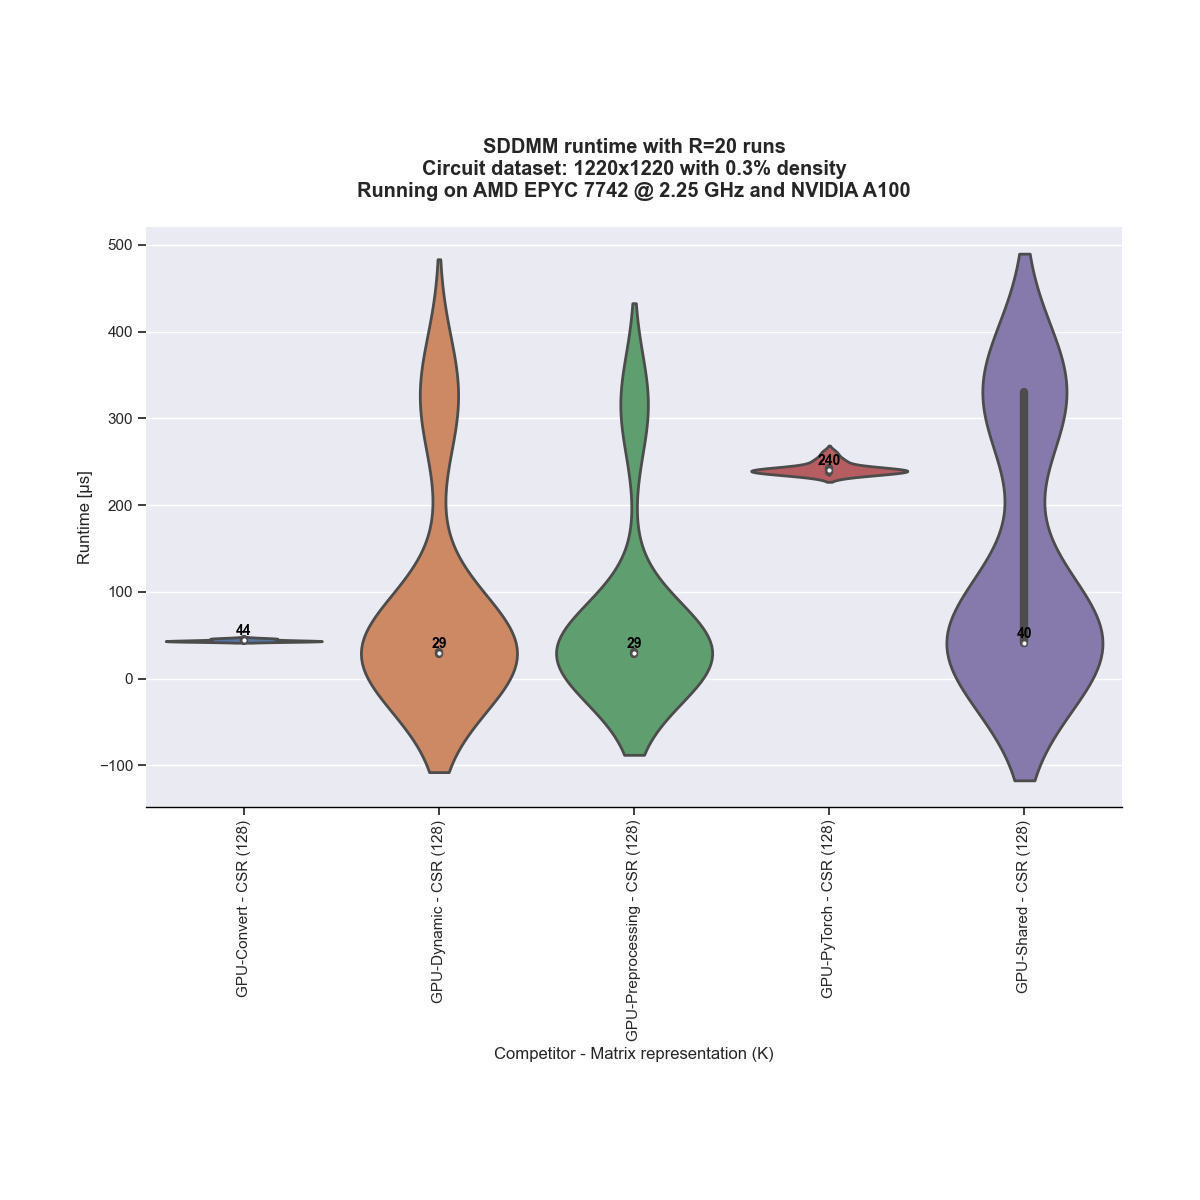 SDDMM runtime with R=20 runs
Circuit dataset: 1220x1220 with 0.3% density
Running on AMD EPYC 7742 @ 2.25 GHz and NVIDIA A100
Runtime [μs]
500
400
300
200
100
0
−100
44
29
29
240
40
GPU-Convert - CSR (128)
GPU-Dynamic - CSR (128)
GPU-Preprocessing - CSR (128)
GPU-PyTorch - CSR (128)
GPU-Shared - CSR (128)
Competitor - Matrix representation (K)